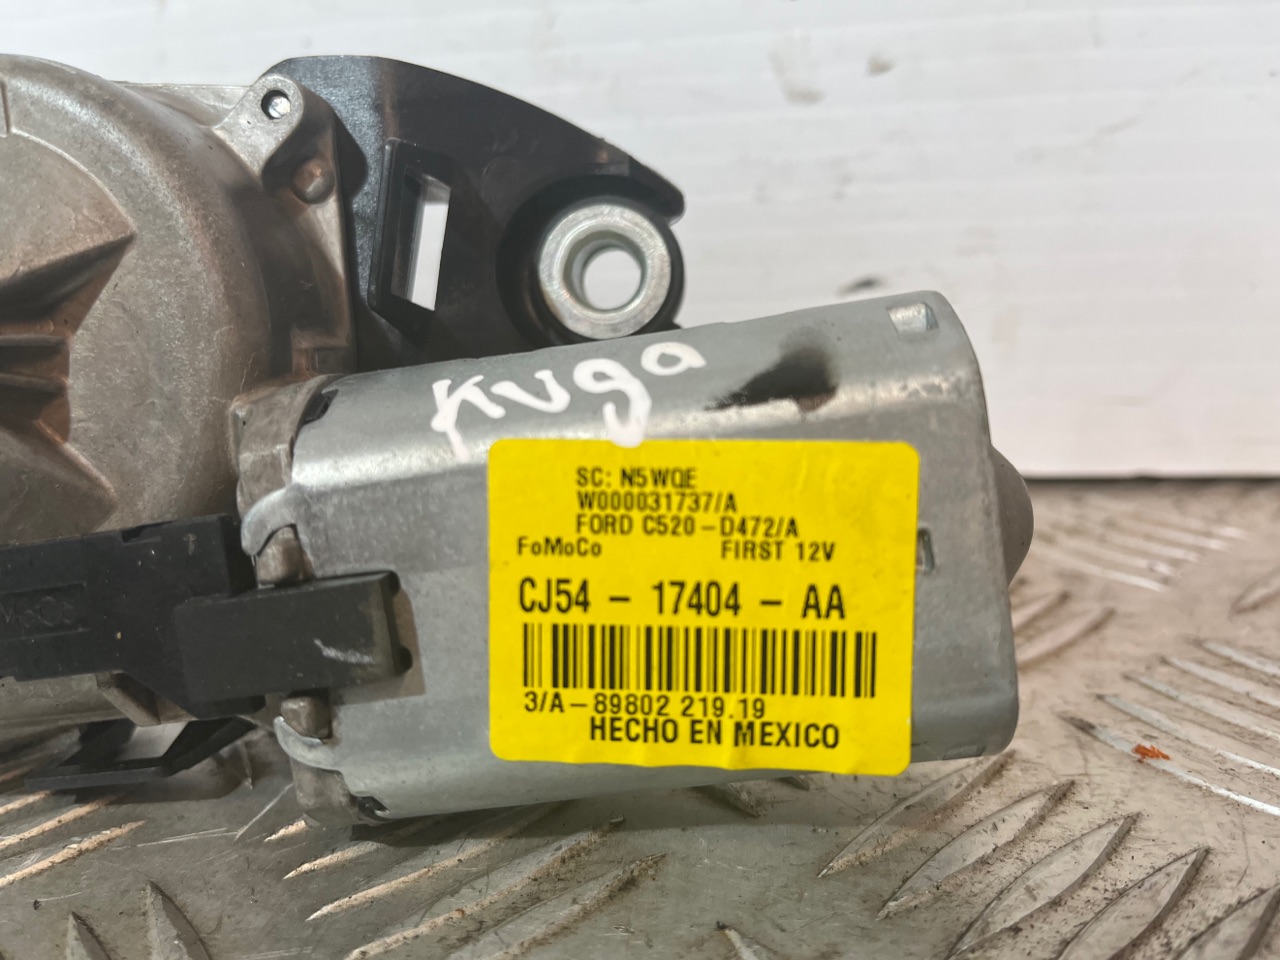 Kuga
SC: N5WQE
W000031737/A
FORD C520-D472/A
FoMoCo FIRST 12V
CJ54 - 17404 - AA
3/A-89802 219.19
HECHO EN MEXICO